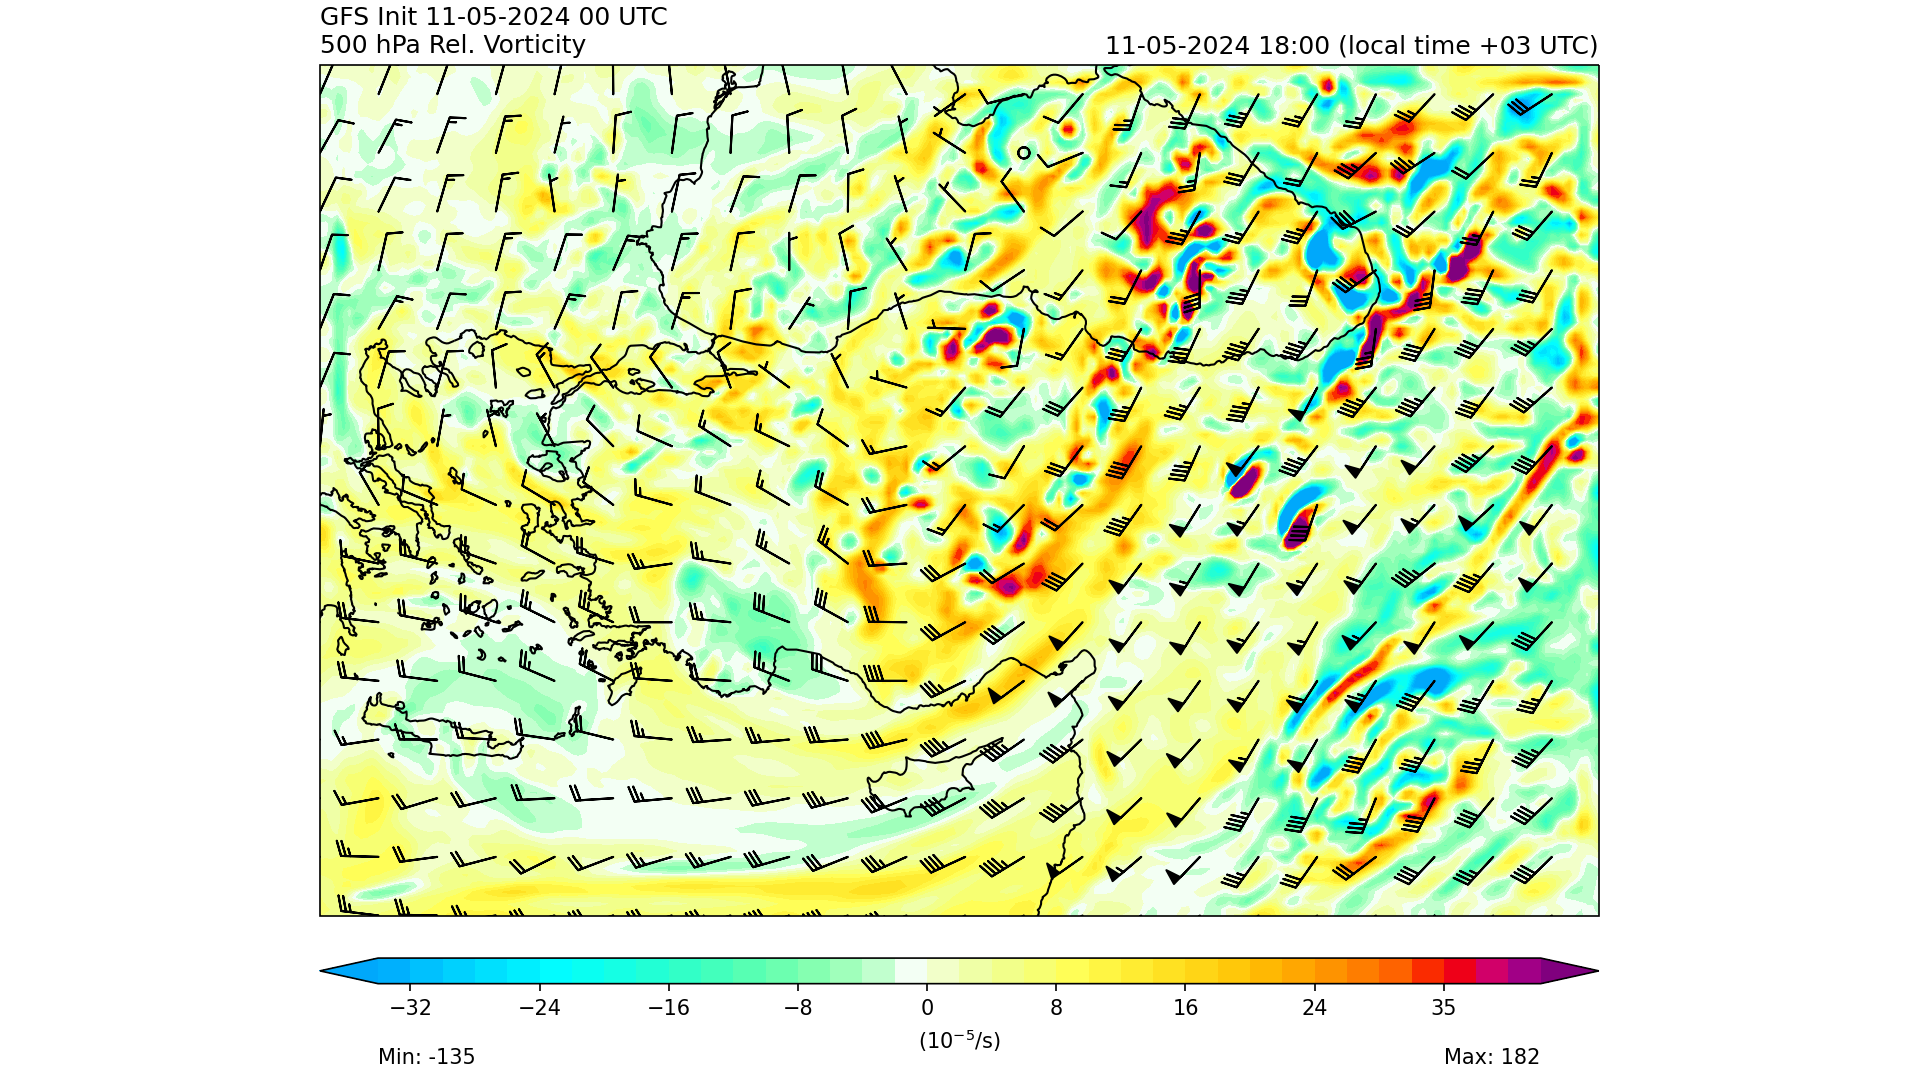 GFS Init 11-05-2024 00 UTC
500 hPa Rel. Vorticity
11-05-2024 18:00 (local time +03 UTC)
−32 −24 −16 −8 0 8 16 24 35
(10⁻⁵/s)
Min: -135
Max: 182